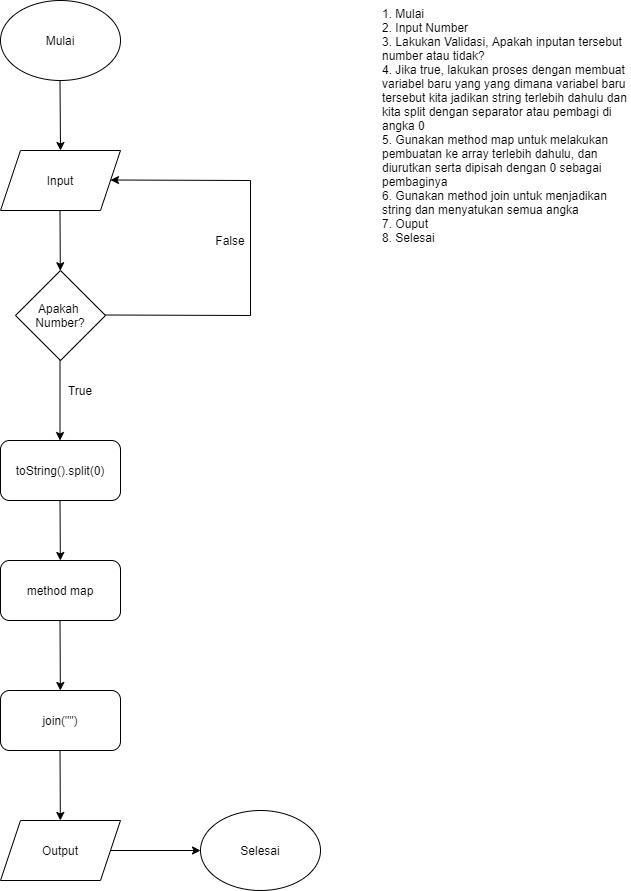 Mulai
Input
False
Apakah
Number?
True
toString().split(0)
method map
join("")
Output
Selesai
1. Mulai
2. Input Number
3. Lakukan Validasi, Apakah inputan tersebut
number atau tidak?
4. Jika true, lakukan proses dengan membuat
variabel baru yang yang dimana variabel baru
tersebut kita jadikan string terlebih dahulu dan
kita split dengan separator atau pembagi di
angka 0
5. Gunakan method map untuk melakukan
pembuatan ke array terlebih dahulu, dan
diurutkan serta dipisah dengan 0 sebagai
pembaginya
6. Gunakan method join untuk menjadikan
string dan menyatukan semua angka
7. Ouput
8. Selesai